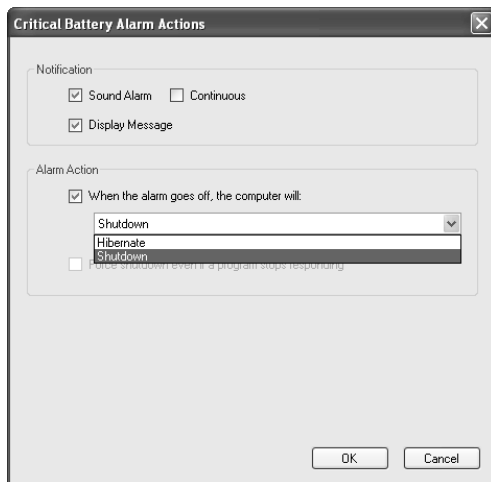 Critical Battery Alarm Actions
Notification
Sound Alarm Continuous
Display Message
Alarm Action
When the alarm goes off, the computer will:
Shutdown
Hibernate
Shutdown
Force shutdown even if a program stops responding
OK Cancel